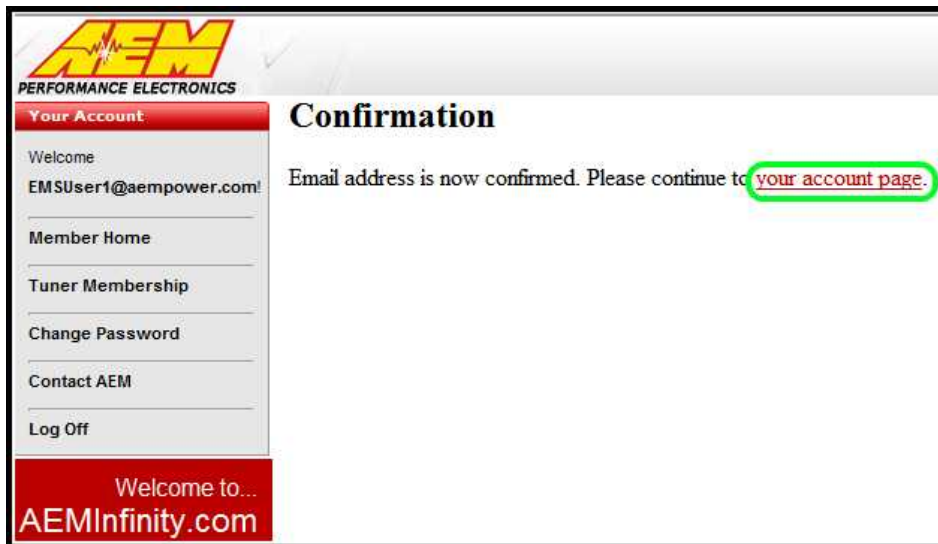 AEM
PERFORMANCE ELECTRONICS
Your Account
Welcome
EMSUser1@aempower.com!
Member Home
Tuner Membership
Change Password
Contact AEM
Log Off
Welcome to...
AEMInfinity.com
Confirmation
Email address is now confirmed. Please continue to your account page.